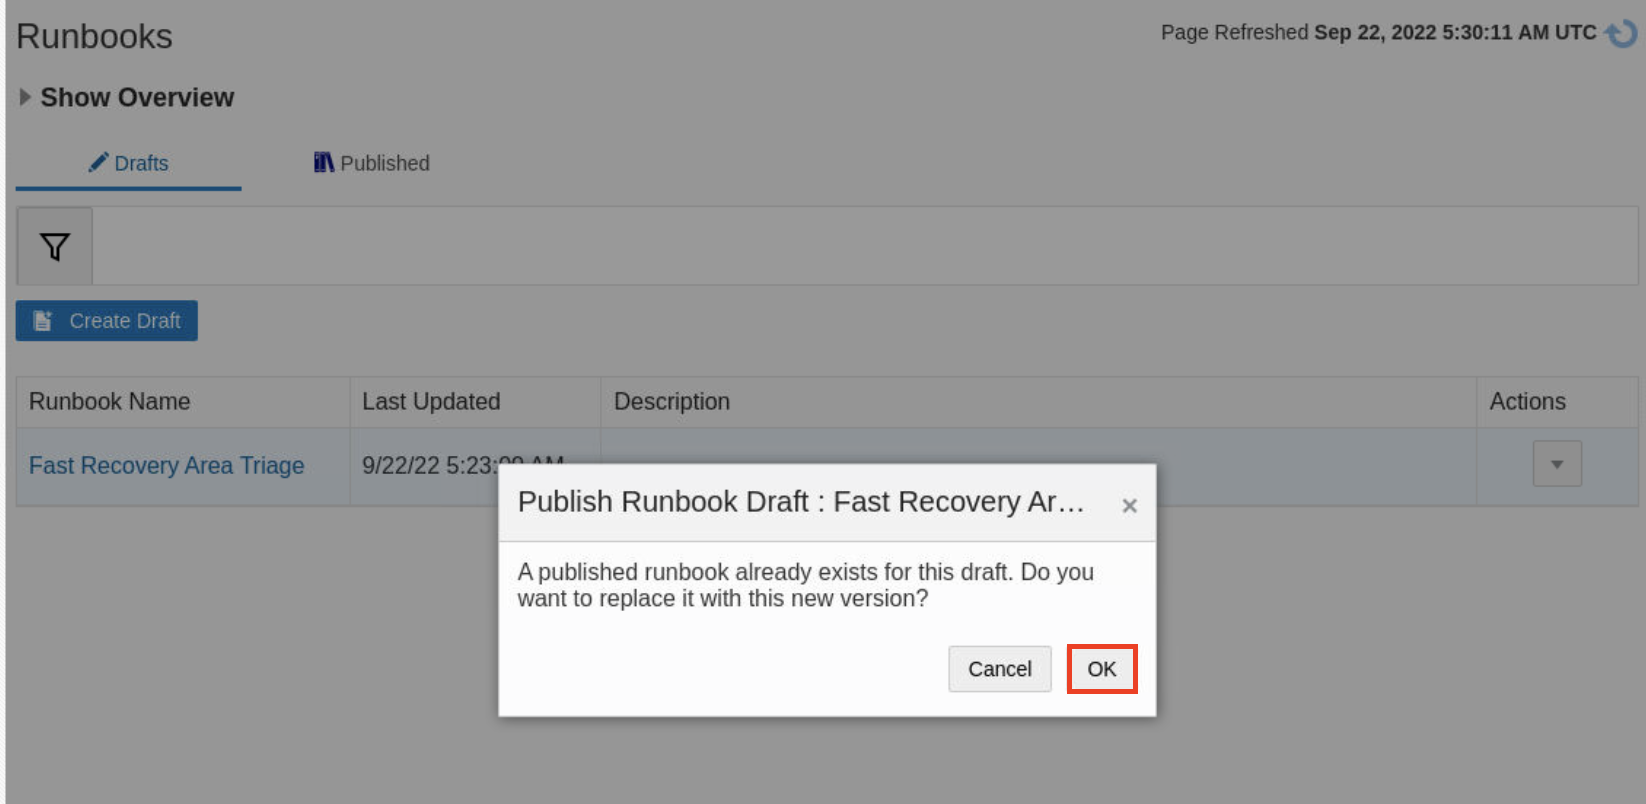 Runbooks
Page Refreshed Sep 22, 2022 5:30:11 AM UTC
Show Overview
Drafts
Published
Create Draft
Runbook Name
Last Updated
Description
Actions
Fast Recovery Area Triage
9/22/22 5:23:
Publish Runbook Draft : Fast Recovery Ar...
×
A published runbook already exists for this draft. Do you
want to replace it with this new version?
Cancel
OK